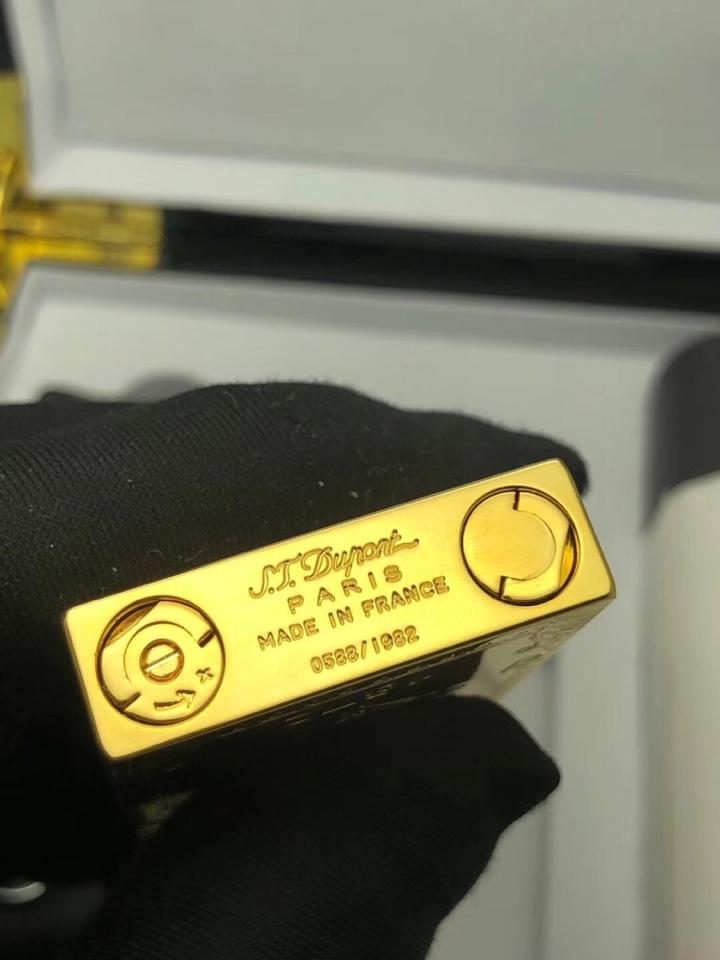 S.T. Dupont
PARIS
MADE IN FRANCE
0588/1982